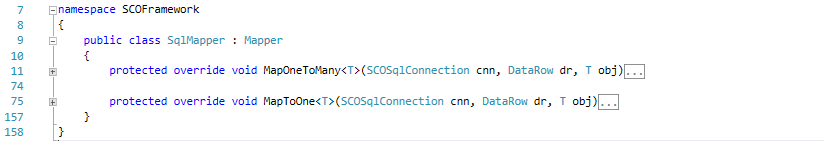 7 namespace SCOFramework
8 {
9 public class SqlMapper : Mapper
10 {
11 protected override void MapOneToMany<T>(SCOSqlConnection cnn, DataRow dr, T obj)...
74
75 protected override void MapToOne<T>(SCOSqlConnection cnn, DataRow dr, T obj)...
157 }
158 }